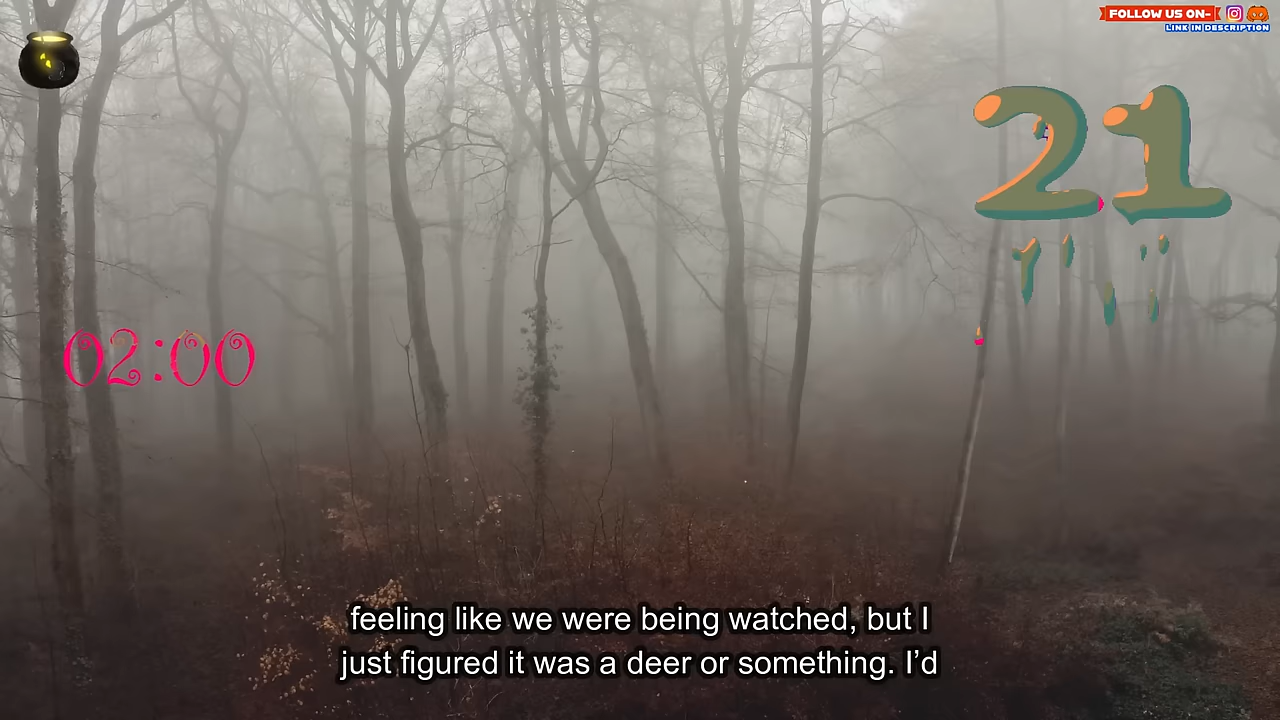 FOLLOW US ON-
LINK IN DESCRIPTION
21
02:00
feeling like we were being watched, but I
just figured it was a deer or something. I’d